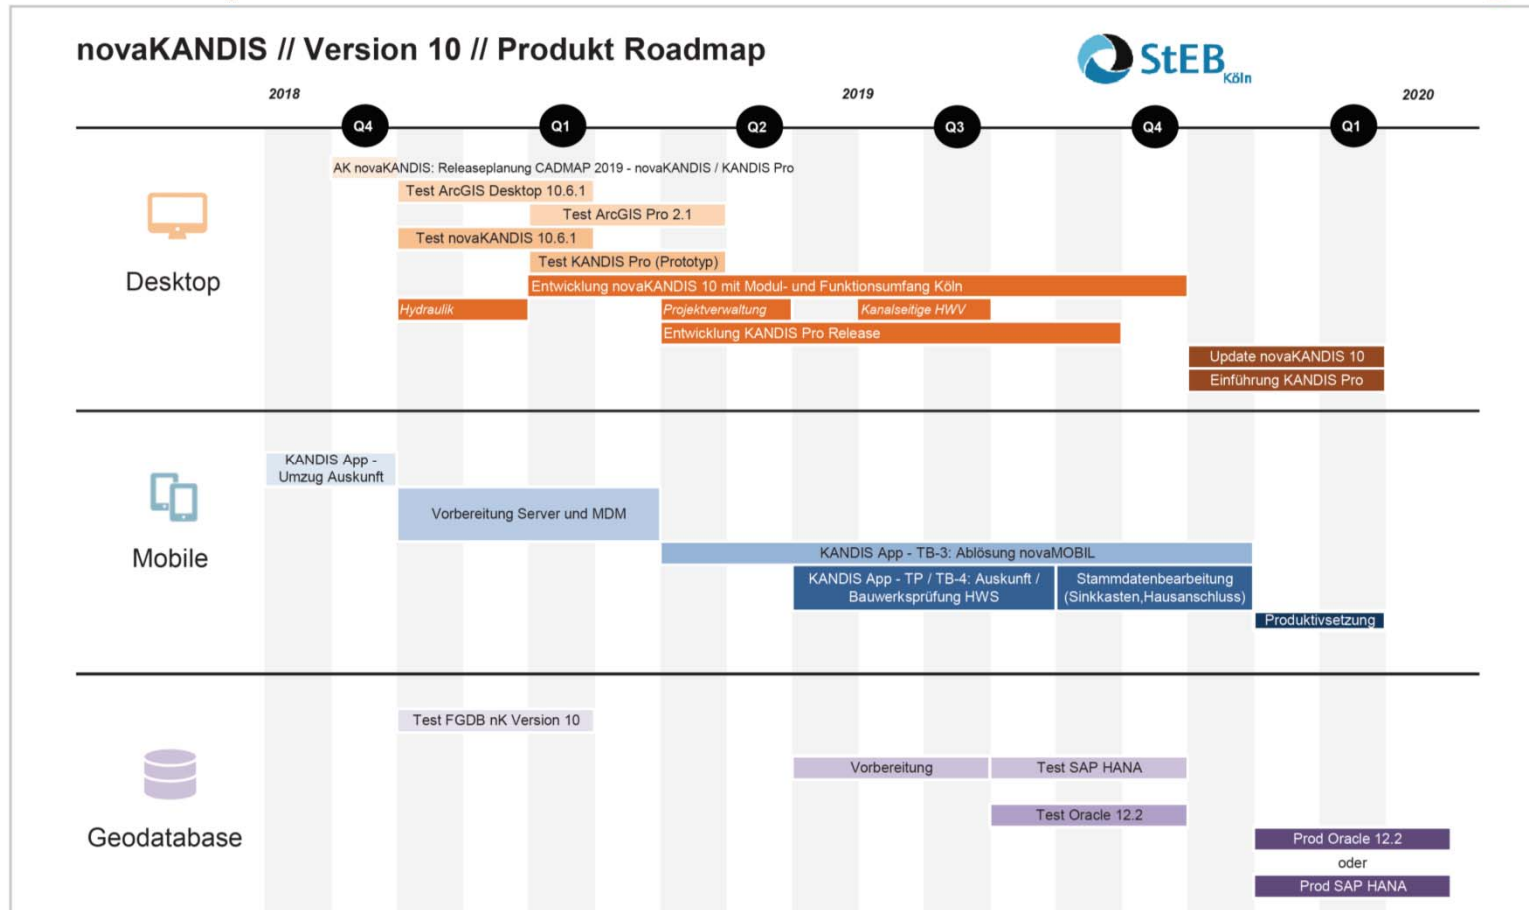 novaKANDIS // Version 10 // Produkt Roadmap
StEB Köln
2018
2019
2020
Q4
Q1
Q2
Q3
Q4
Q1
Desktop
AK novaKANDIS: Releaseplanung CADMAP 2019 - novaKANDIS / KANDIS Pro
Test ArcGIS Desktop 10.6.1
Test ArcGIS Pro 2.1
Test novaKANDIS 10.6.1
Test KANDIS Pro (Prototyp)
Entwicklung novaKANDIS 10 mit Modul- und Funktionsumfang Köln
Hydraulik
Projektverwaltung
Kanalseitige HWV
Entwicklung KANDIS Pro Release
Update novaKANDIS 10
Einführung KANDIS Pro
Mobile
KANDIS App -
Umzug Auskunft
Vorbereitung Server und MDM
KANDIS App - TB-3: Ablösung novaMOBIL
KANDIS App - TP / TB-4: Auskunft /
Bauwerksprüfung HWS
Stammdatenbearbeitung
(Sinkkasten,Hausanschluss)
Produktivsetzung
Geodatabase
Test FGDB nK Version 10
Vorbereitung
Test SAP HANA
Test Oracle 12.2
Prod Oracle 12.2
oder
Prod SAP HANA